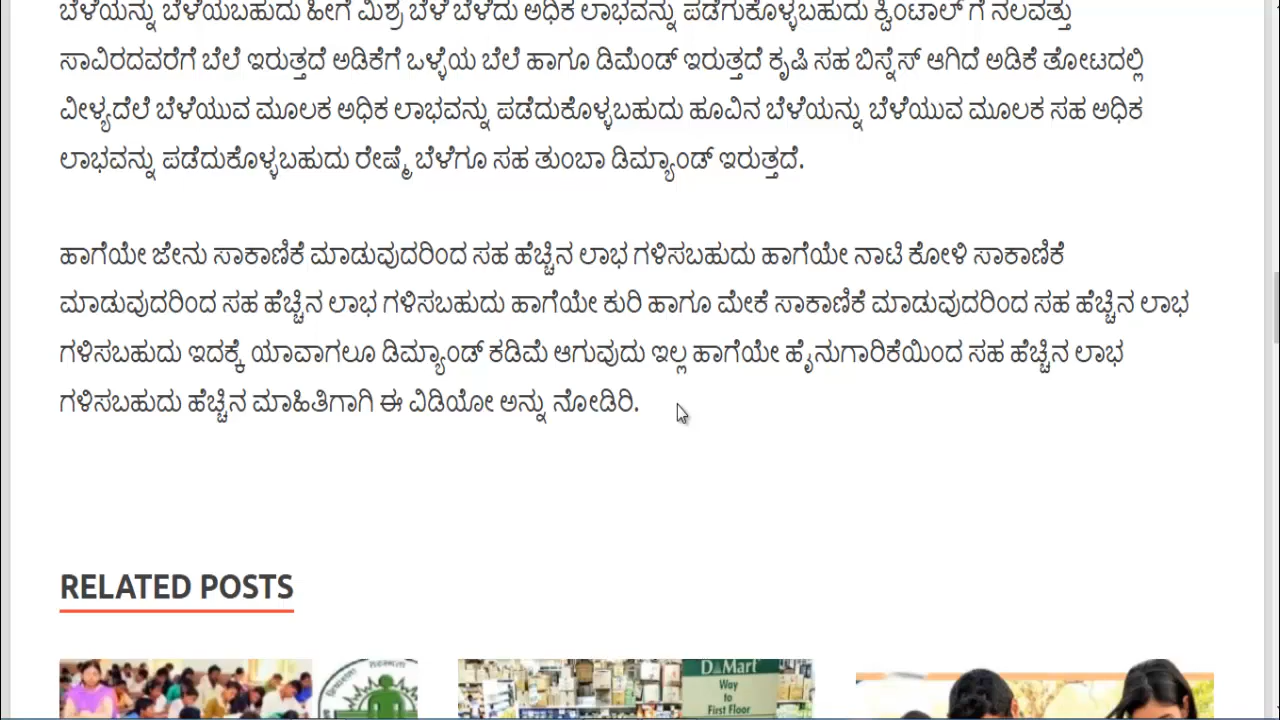 ಬೆಳೆಯನ್ನು ಬೆಳೆಯಬಹುದು ಹೀಗೆ ಮಿಶ್ರ ಬೆಳೆ ಬೆಳೆದು ಅಧಿಕ ಲಾಭವನ್ನು ಪಡೆಗುಕೊಳ್ಳಬಹುದು ಕ್ವಿಂಟಾಲ್ ಗೆ ನಲವತ್ತು
ಸಾವಿರದವರೆಗೆ ಬೆಲೆ ಇರುತ್ತದೆ ಅಡಿಕೆಗೆ ಒಳ್ಳೆಯ ಬೆಲೆ ಹಾಗೂ ಡಿಮೆಂಡ್ ಇರುತ್ತದೆ ಕೃಷಿ ಸಹ ಬಿಸ್ನೆಸ್ ಆಗಿದೆ ಅಡಿಕೆ ತೋಟದಲ್ಲಿ
ವೀಳ್ಯದೆಲೆ ಬೆಳೆಯುವ ಮೂಲಕ ಅಧಿಕ ಲಾಭವನ್ನು ಪಡೆದುಕೊಳ್ಳಬಹುದು ಹೂವಿನ ಬೆಳೆಯನ್ನು ಬೆಳೆಯುವ ಮೂಲಕ ಸಹ ಅಧಿಕ
ಲಾಭವನ್ನು ಪಡೆದುಕೊಳ್ಳಬಹುದು ರೇಷ್ಮೆ ಬೆಳೆಗೂ ಸಹ ತುಂಬಾ ಡಿಮ್ಯಾಂಡ್ ಇರುತ್ತದೆ.
ಹಾಗೆಯೇ ಜೇನು ಸಾಕಾಣಿಕೆ ಮಾಡುವುದರಿಂದ ಸಹ ಹೆಚ್ಚಿನ ಲಾಭ ಗಳಿಸಬಹುದು ಹಾಗೆಯೇ ನಾಟಿ ಕೋಳಿ ಸಾಕಾಣಿಕೆ
ಮಾಡುವುದರಿಂದ ಸಹ ಹೆಚ್ಚಿನ ಲಾಭ ಗಳಿಸಬಹುದು ಹಾಗೆಯೇ ಕುರಿ ಹಾಗೂ ಮೇಕೆ ಸಾಕಾಣಿಕೆ ಮಾಡುವುದರಿಂದ ಸಹ ಹೆಚ್ಚಿನ ಲಾಭ
ಗಳಿಸಬಹುದು ಇದಕ್ಕೆ ಯಾವಾಗಲೂ ಡಿಮ್ಯಾಂಡ್ ಕಡಿಮೆ ಆಗುವುದು ಇಲ್ಲ ಹಾಗೆಯೇ ಹೈನುಗಾರಿಕೆಯಿಂದ ಸಹ ಹೆಚ್ಚಿನ ಲಾಭ
ಗಳಿಸಬಹುದು ಹೆಚ್ಚಿನ ಮಾಹಿತಿಗಾಗಿ ಈ ವಿಡಿಯೋ ಅನ್ನು ನೋಡಿರಿ.
RELATED POSTS
D Mart
Way
to
First Floor